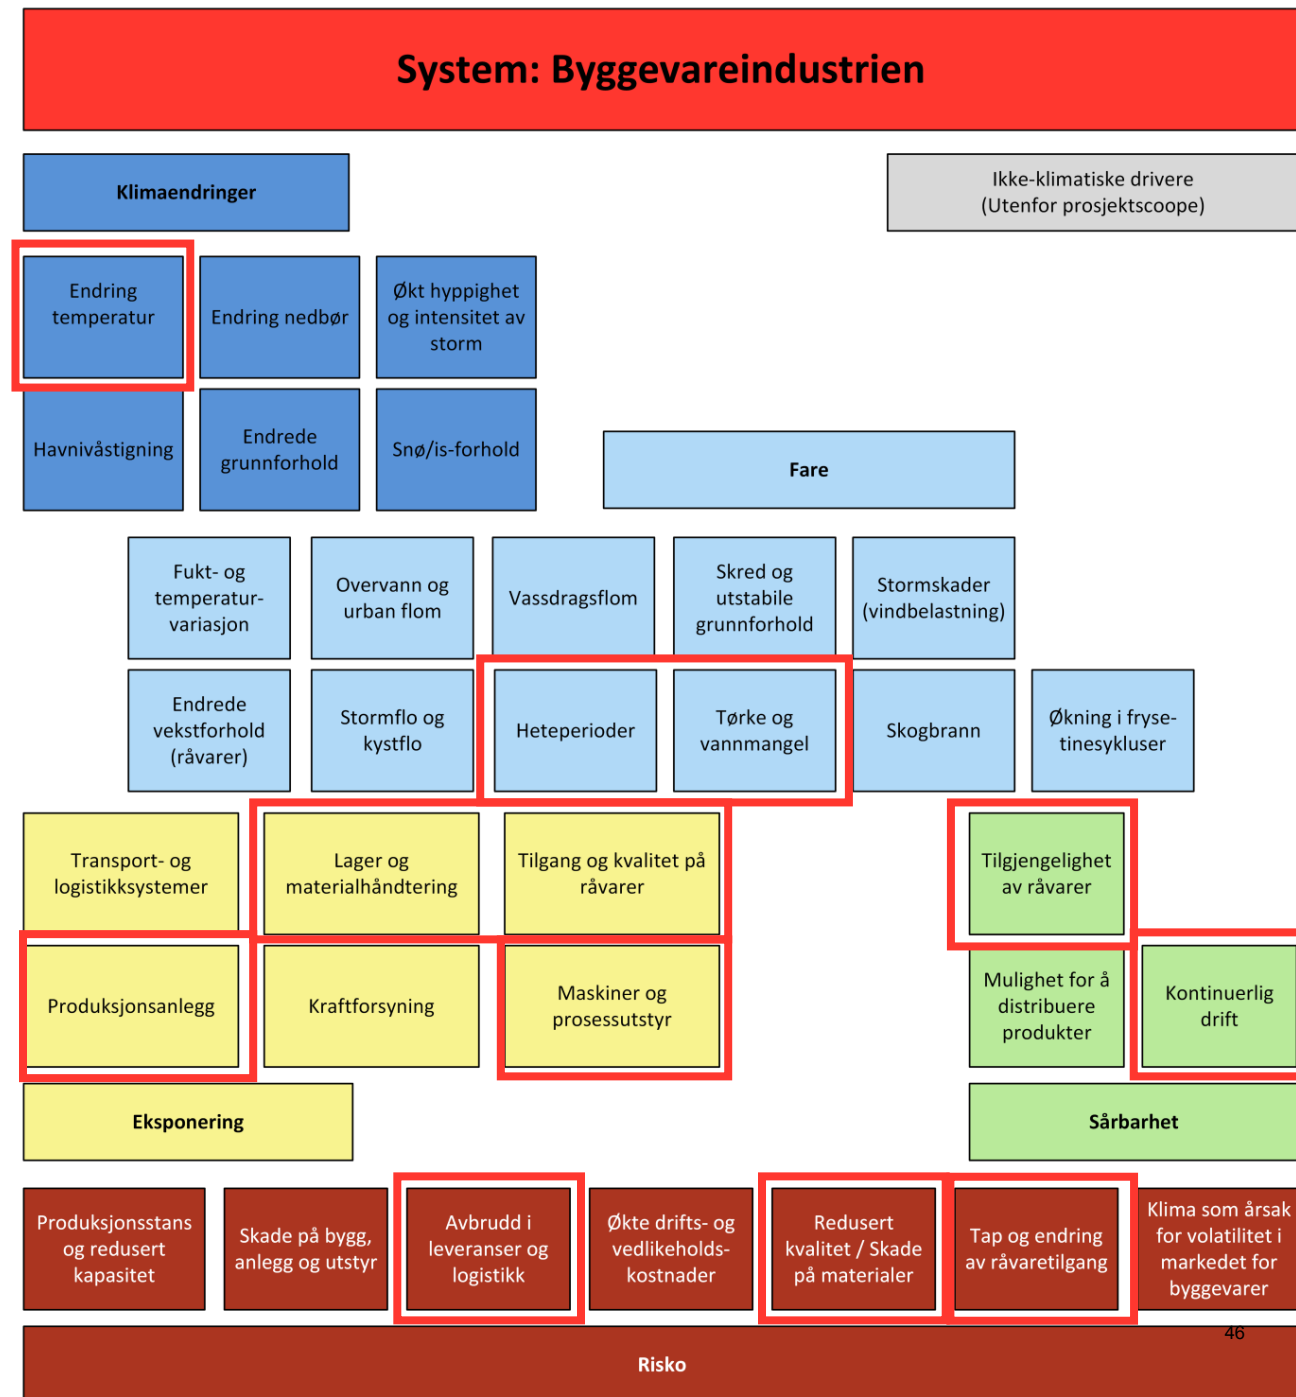 System: Byggevareindustrien
Klimaendringer
Ikke-klimatiske drivere
(Utenfor prosjektscoope)
Endring
temperatur
Endring nedbør
Økt hyppighet
og intensitet av
storm
Havnivåstigning
Endrede
grunnforhold
Snø/is-forhold
Fare
Fukt- og
temperatur-
variasjon
Overvann og
urban flom
Vassdragsflom
Skred og
utstabile
grunnforhold
Stormskader
(vindbelastning)
Endrede
vekstforhold
(råvarer)
Stormflo og
kystflo
Heteperioder
Tørke og
vannmangel
Skogbrann
Økning i fryse-
tinesykluser
Transport- og
logistikksystemer
Lager og
materialhåndtering
Tilgang og kvalitet på
råvarer
Tilgjengelighet
av råvarer
Produksjonsanlegg
Kraftforsyning
Maskiner og
prosessutstyr
Mulighet for å
distribuere
produkter
Kontinuerlig
drift
Eksponering
Sårbarhet
Produksjonsstans
og redusert
kapasitet
Skade på bygg,
anlegg og utstyr
Avbrudd i
leveranser og
logistikk
Økte drifts- og
vedlikeholds-
kostnader
Redusert
kvalitet / Skade
på materialer
Tap og endring
av råvaretilgang
Klima som årsak
for volatilitet i
markedet for
byggevarer
46
Risko